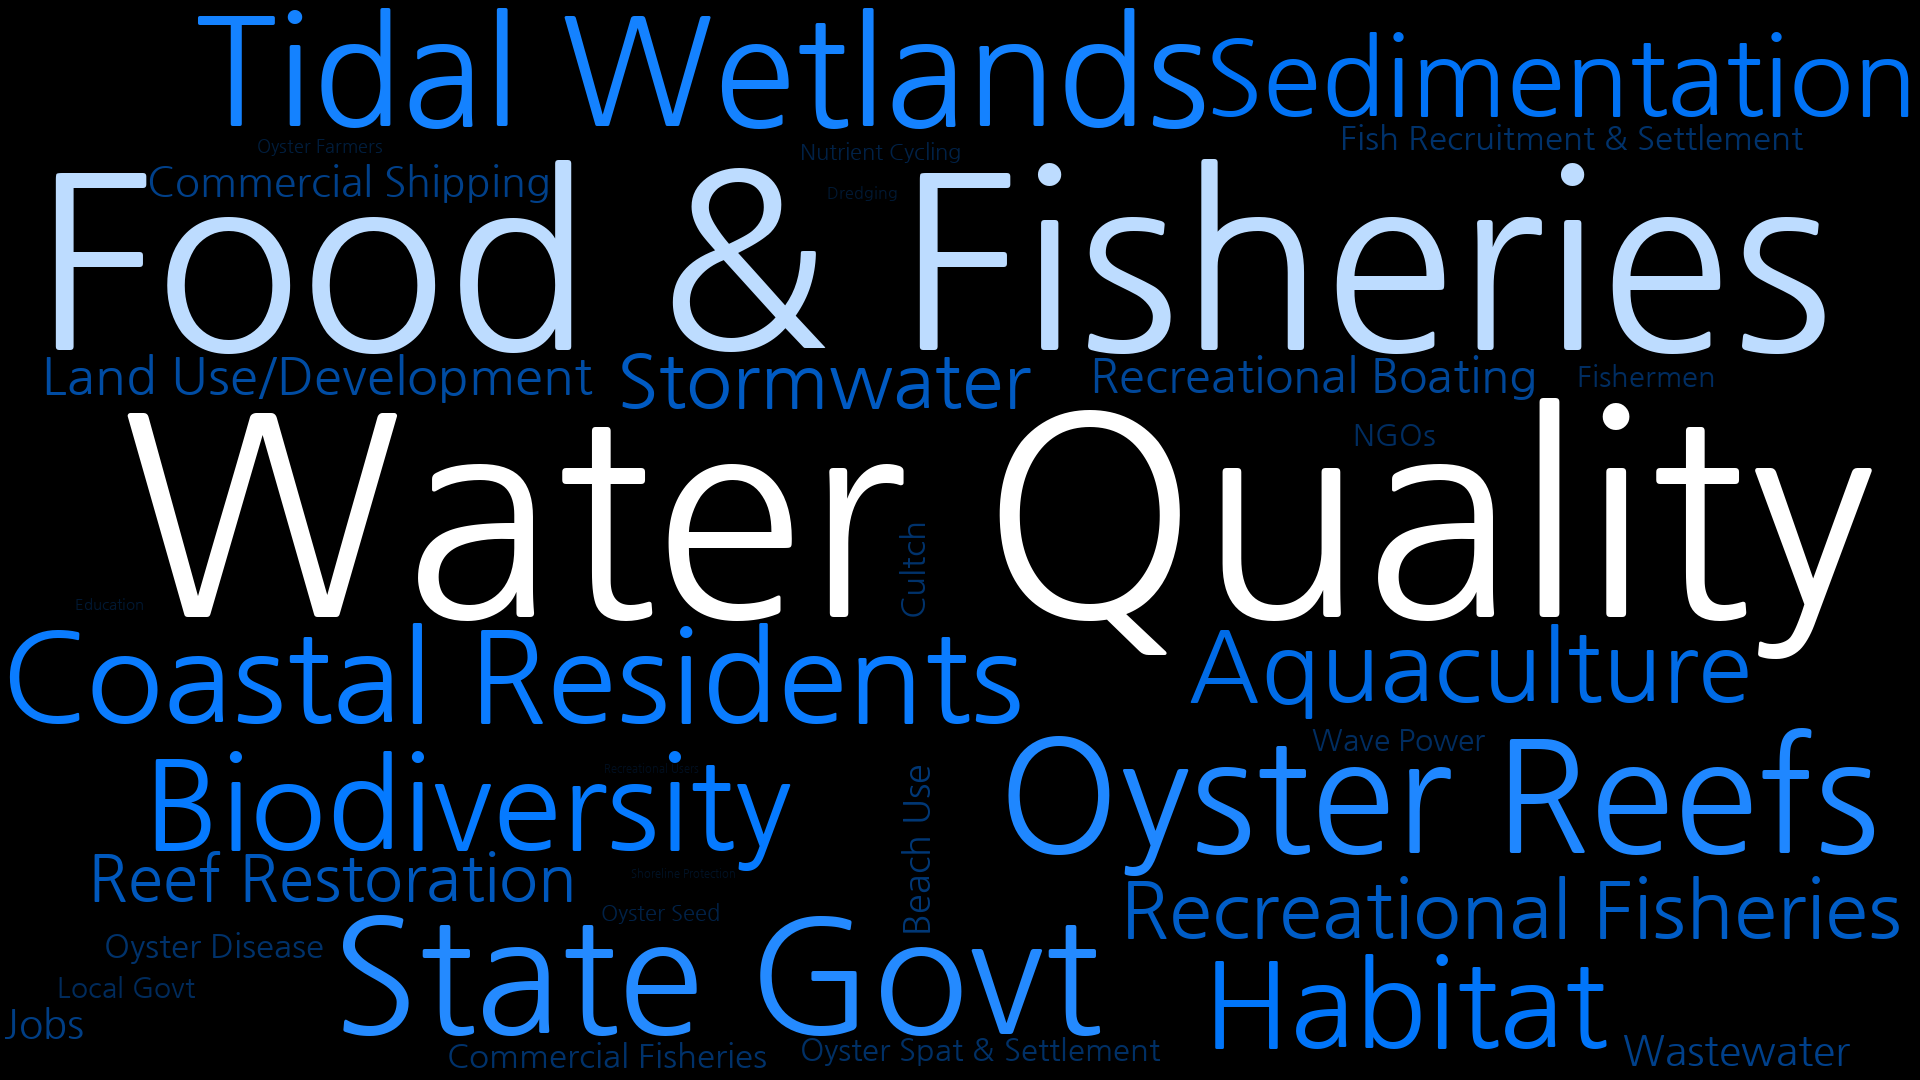 Tidal Wetlands
Sedimentation
Oyster Farmers
Nutrient Cycling
Fish Recruitment & Settlement
Commercial Shipping
Dredging
Food & Fisheries
Land Use/Development
Stormwater
Recreational Boating
Fishermen
NGOs
Water Quality
Cultch
Education
Coastal Residents
Aquaculture
Wave Power
Recreational Users
Biodiversity
Oyster Reefs
Beach Use
Reef Restoration
Shoreline Protection
Oyster Seed
Recreational Fisheries
Oyster Disease
State Govt
Local Govt
Habitat
Jobs
Commercial Fisheries
Oyster Spat & Settlement
Wastewater